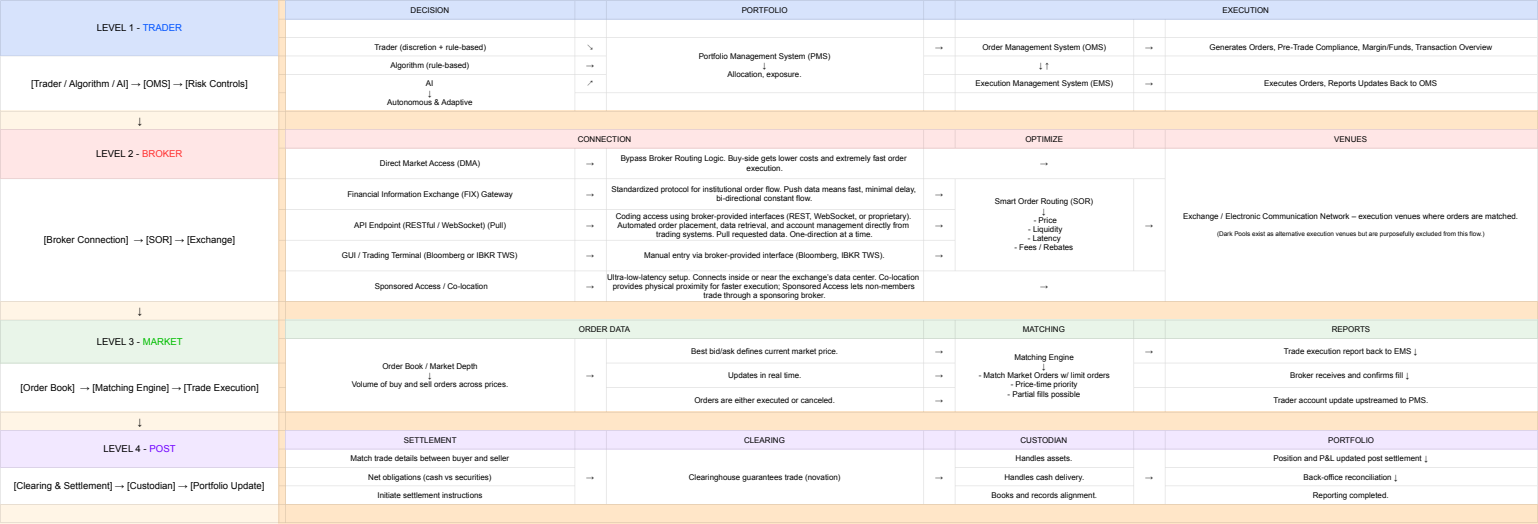 DECISION
PORTFOLIO
EXECUTION
LEVEL 1 - TRADER
Trader (discretion + rule-based)
↘
Portfolio Management System (PMS)
↓
Allocation, exposure.
→
Order Management System (OMS)
→
Generates Orders, Pre-Trade Compliance, Margin/Funds, Transaction Overview
Algorithm (rule-based)
→
↓↑
[Trader / Algorithm / AI] → [OMS] → [Risk Controls]
AI
↓
Autonomous & Adaptive
↗
Execution Management System (EMS)
→
Executes Orders, Reports Updates Back to OMS
↓
LEVEL 2 - BROKER
CONNECTION
OPTIMIZE
VENUES
Direct Market Access (DMA)
→
Bypass Broker Routing Logic. Buy-side gets lower costs and extremely fast order
execution.
→
[Broker Connection] → [SOR] → [Exchange]
Financial Information Exchange (FIX) Gateway
→
Standardized protocol for institutional order flow. Push data means fast, minimal delay,
bi-directional constant flow.
→
Smart Order Routing (SOR)
↓
- Price
- Liquidity
- Latency
- Fees / Rebates
→
Exchange / Electronic Communication Network – execution venues where orders are matched.
(Dark Pools exist as alternative execution venues but are purposefully excluded from this flow.)
API Endpoint (RESTful / WebSocket) (Pull)
→
Coding access using broker-provided interfaces (REST, WebSocket, or proprietary).
Automated order placement, data retrieval, and account management directly from
trading systems. Pull requested data. One-direction at a time.
→
GUI / Trading Terminal (Bloomberg or IBKR TWS)
→
Manual entry via broker-provided interface (Bloomberg, IBKR TWS).
→
Sponsored Access / Co-location
→
Ultra-low-latency setup. Connects inside or near the exchange's data center. Co-location
provides physical proximity for faster execution; Sponsored Access lets non-members
trade through a sponsoring broker.
→
↓
LEVEL 3 - MARKET
ORDER DATA
MATCHING
REPORTS
[Order Book] → [Matching Engine] → [Trade Execution]
Order Book / Market Depth
↓
Volume of buy and sell orders across prices.
→
Best bid/ask defines current market price.
→
Updates in real time.
→
Orders are either executed or canceled.
→
Matching Engine
↓
- Match Market Orders w/ limit orders
- Price-time priority
- Partial fills possible
→
Trade execution report back to EMS ↓
Broker receives and confirms fill ↓
Trader account update upstreamed to PMS.
↓
LEVEL 4 - POST
SETTLEMENT
CLEARING
CUSTODIAN
PORTFOLIO
[Clearing & Settlement] → [Custodian] → [Portfolio Update]
Match trade details between buyer and seller
Net obligations (cash vs securities)
Initiate settlement instructions
→
Clearinghouse guarantees trade (novation)
→
Handles assets.
Handles cash delivery.
Books and records alignment.
→
Position and P&L updated post settlement ↓
Back-office reconciliation ↓
Reporting completed.